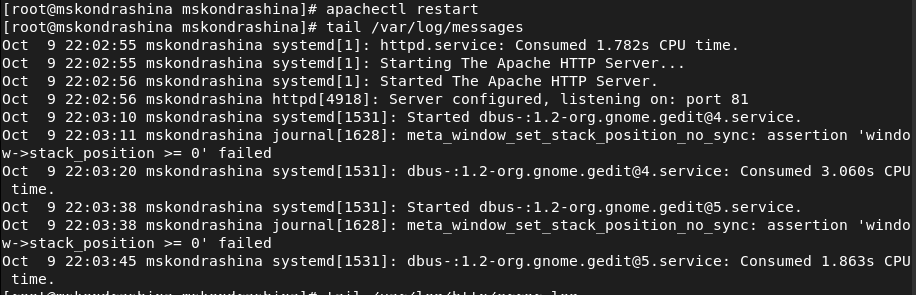 [root@mskondrashina mskondrashina]# apachectl restart
[root@mskondrashina mskondrashina]# tail /var/log/messages
Oct  9 22:02:55 mskondrashina systemd[1]: httpd.service: Consumed 1.782s CPU time.
Oct  9 22:02:55 mskondrashina systemd[1]: Starting The Apache HTTP Server...
Oct  9 22:02:56 mskondrashina systemd[1]: Started The Apache HTTP Server.
Oct  9 22:02:56 mskondrashina httpd[4918]: Server configured, listening on: port 81
Oct  9 22:03:10 mskondrashina systemd[1531]: Started dbus-:1.2-org.gnome.gedit@4.service.
Oct  9 22:03:11 mskondrashina journal[1628]: meta_window_set_stack_position_no_sync: assertion 'windo
w->stack_position >= 0' failed
Oct  9 22:03:20 mskondrashina systemd[1531]: dbus-:1.2-org.gnome.gedit@4.service: Consumed 3.060s CPU
 time.
Oct  9 22:03:38 mskondrashina systemd[1531]: Started dbus-:1.2-org.gnome.gedit@5.service.
Oct  9 22:03:38 mskondrashina journal[1628]: meta_window_set_stack_position_no_sync: assertion 'windo
w->stack_position >= 0' failed
Oct  9 22:03:45 mskondrashina systemd[1531]: dbus-:1.2-org.gnome.gedit@5.service: Consumed 1.863s CPU
 time.
[root@mskondrashina mskondrashina]# tail